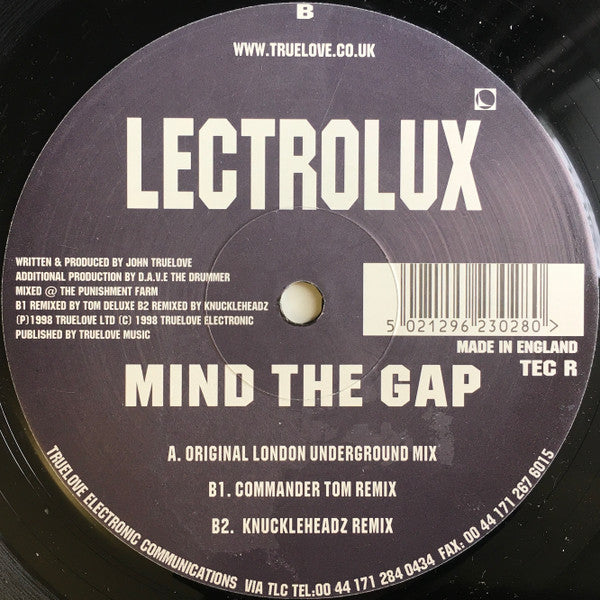 B
WWW.TRUELOVE.CO.UK
LECTROLUX
WRITTEN & PRODUCED BY JOHN TRUELOVE
ADDITIONAL PRODUCTION BY D.A.V.E THE DRUMMER
MIXED @ THE PUNISHMENT FARM
B1 REMIXED BY TOM DELUXE B2 REMIXED BY KNUCKLEHEADZ
(P)1998 TRUELOVE LTD (C) 1998 TRUELOVE ELECTRONIC
PUBLISHED BY TRUELOVE MUSIC
5 021296 230280 >
MADE IN ENGLAND
TEC R
MIND THE GAP
A. ORIGINAL LONDON UNDERGROUND MIX
B1. COMMANDER TOM REMIX
B2. KNUCKLEHEADZ REMIX
TRUELOVE ELECTRONIC COMMUNICATIONS VIA TLC TEL:00 44 171 284 0434 FAX: 00 44 171 267 6015